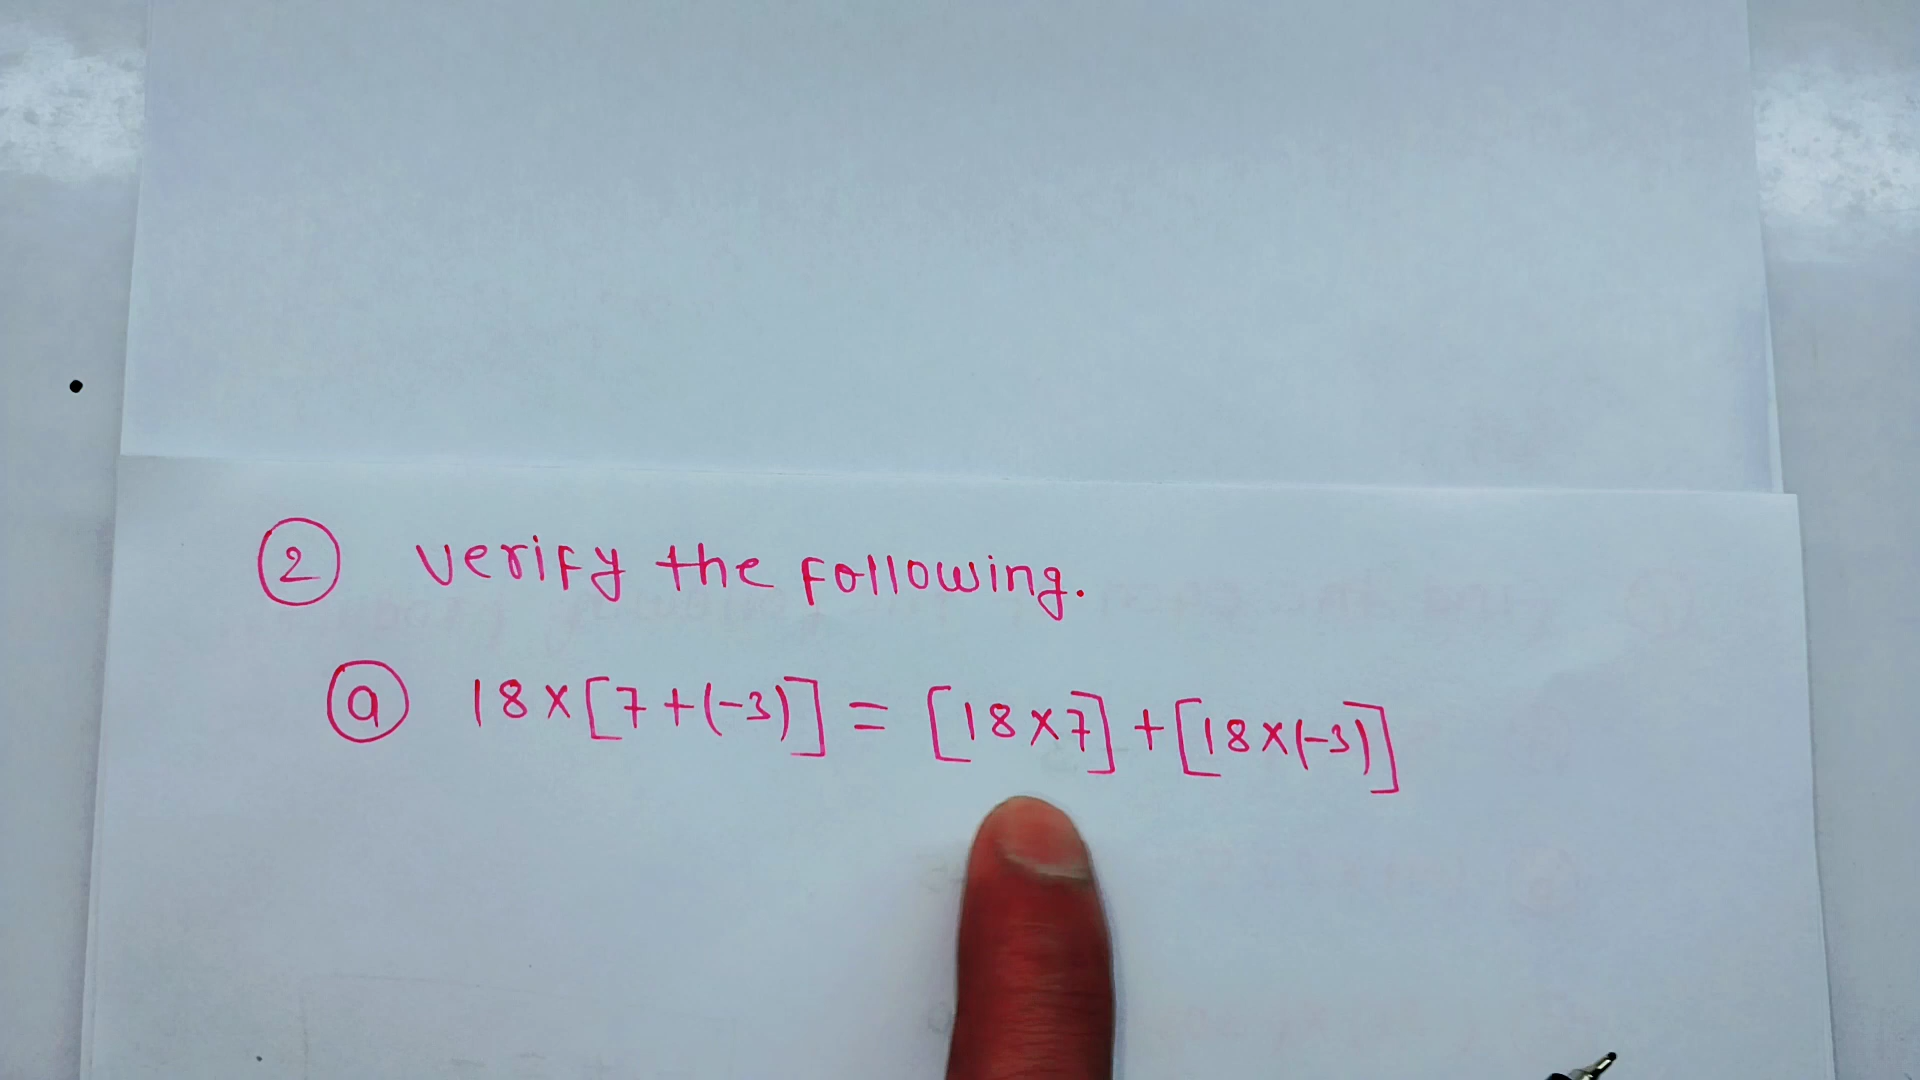 2 Verify the following.
a 18×[7+(-3)] = [18×7]+[18×(-3)]